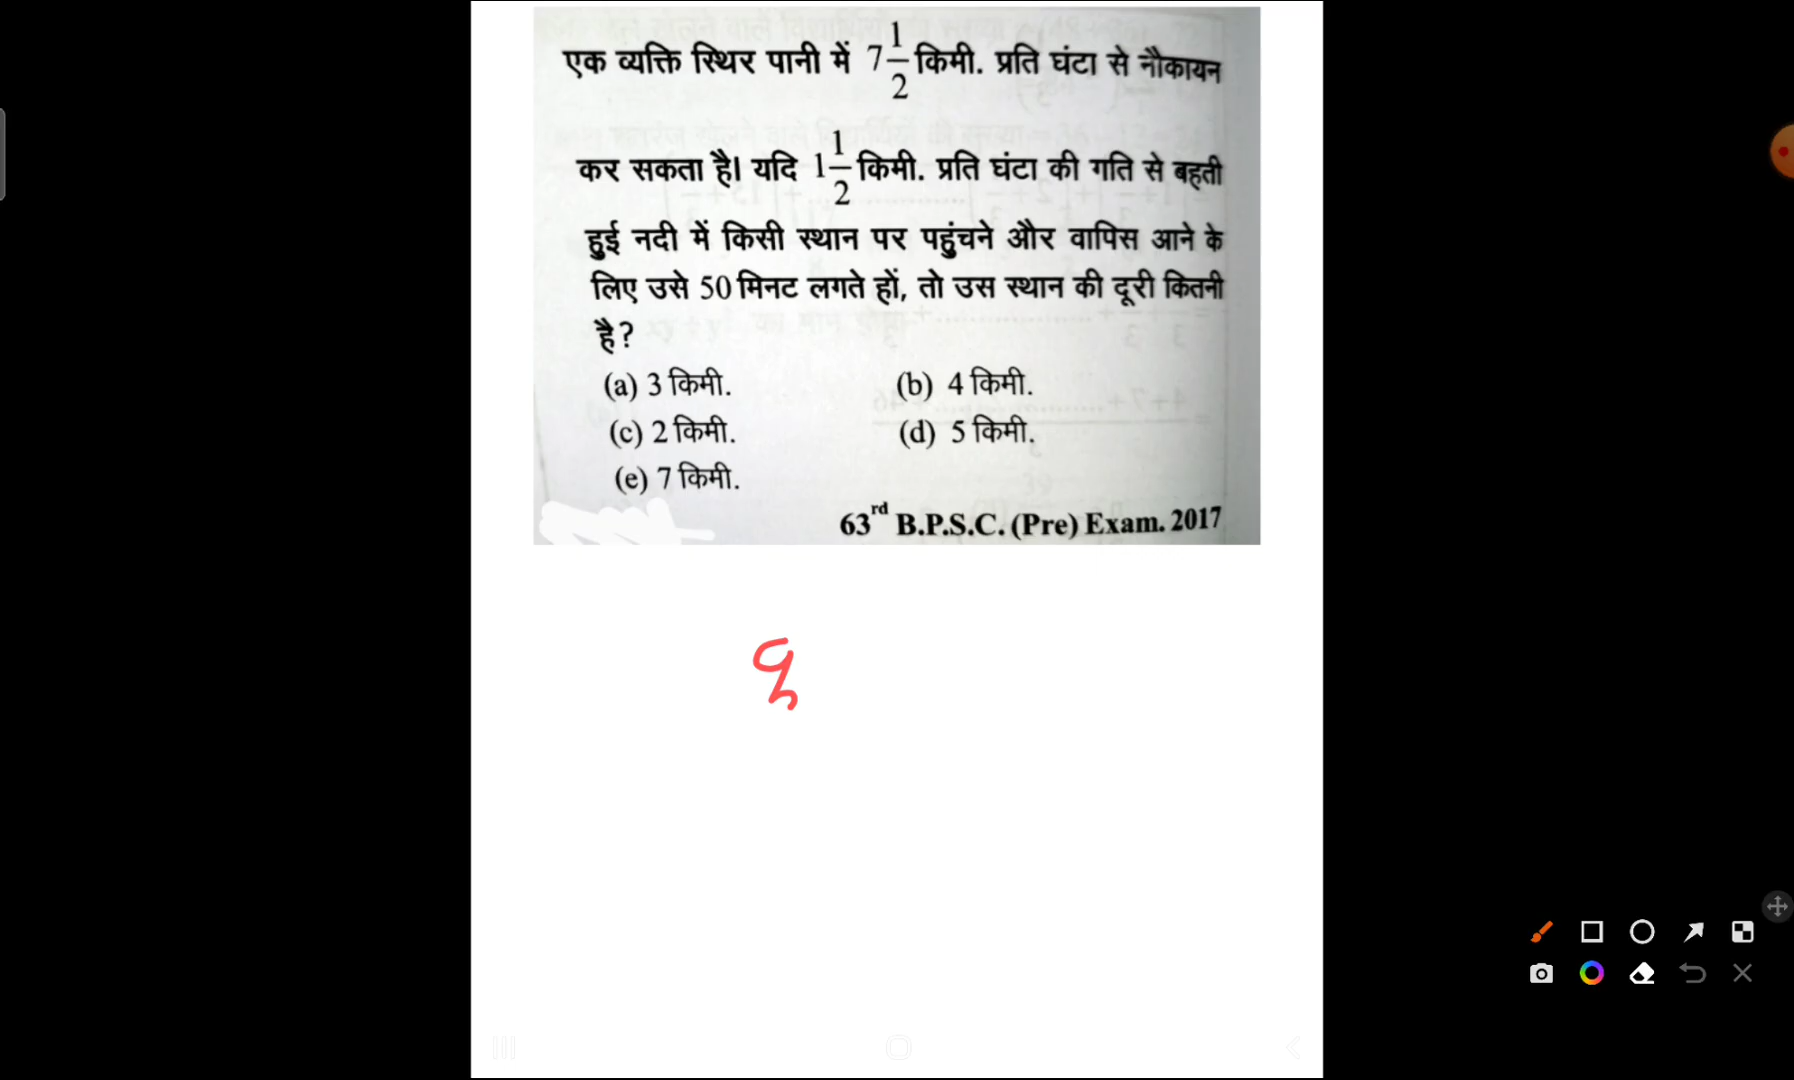 एक व्यक्ति स्थिर पानी में 7 1/2 किमी. प्रति घंटा से नौकायन
कर सकता है। यदि 1 1/2 किमी. प्रति घंटा की गति से बहती
हुई नदी में किसी स्थान पर पहुंचने और वापिस आने के
लिए उसे 50 मिनट लगते हों, तो उस स्थान की दूरी कितनी
है?
(a) 3 किमी. (b) 4 किमी.
(c) 2 किमी. (d) 5 किमी.
(e) 7 किमी.
63rd B.P.S.C. (Pre) Exam. 2017